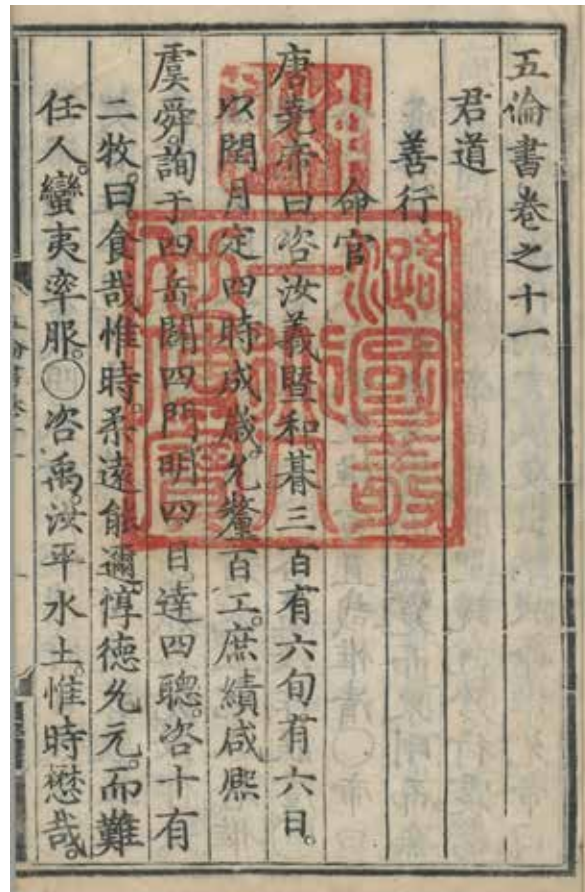 五倫書卷之十一
君道
善行
命官
唐堯帝曰咨汝羲暨和朞三百有六旬有六日。
以閏月定四時成歲。允釐百工。庶績咸熈
虞舜。詢于四岳闢四門明四目。達四聰。咨十有
二牧。曰。食哉惟時。柔遠能邇。惇德允元。而難
任人。蠻夷率服。○咨禹。汝平水土。惟時懋哉。